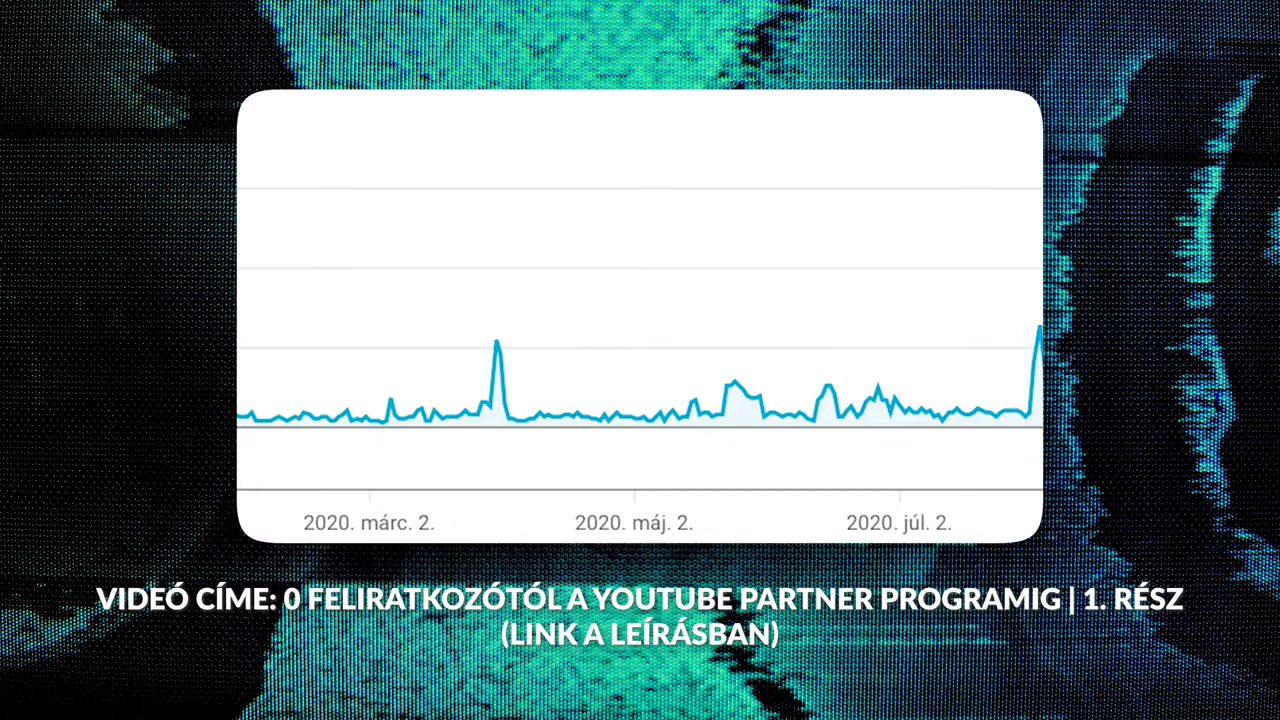 2020. márc. 2. 2020. máj. 2. 2020. júl. 2.
VIDEÓ CÍME: 0 FELIRATKOZÓTÓL A YOUTUBE PARTNER PROGRAMIG | 1. RÉSZ
(LINK A LEÍRÁSBAN)